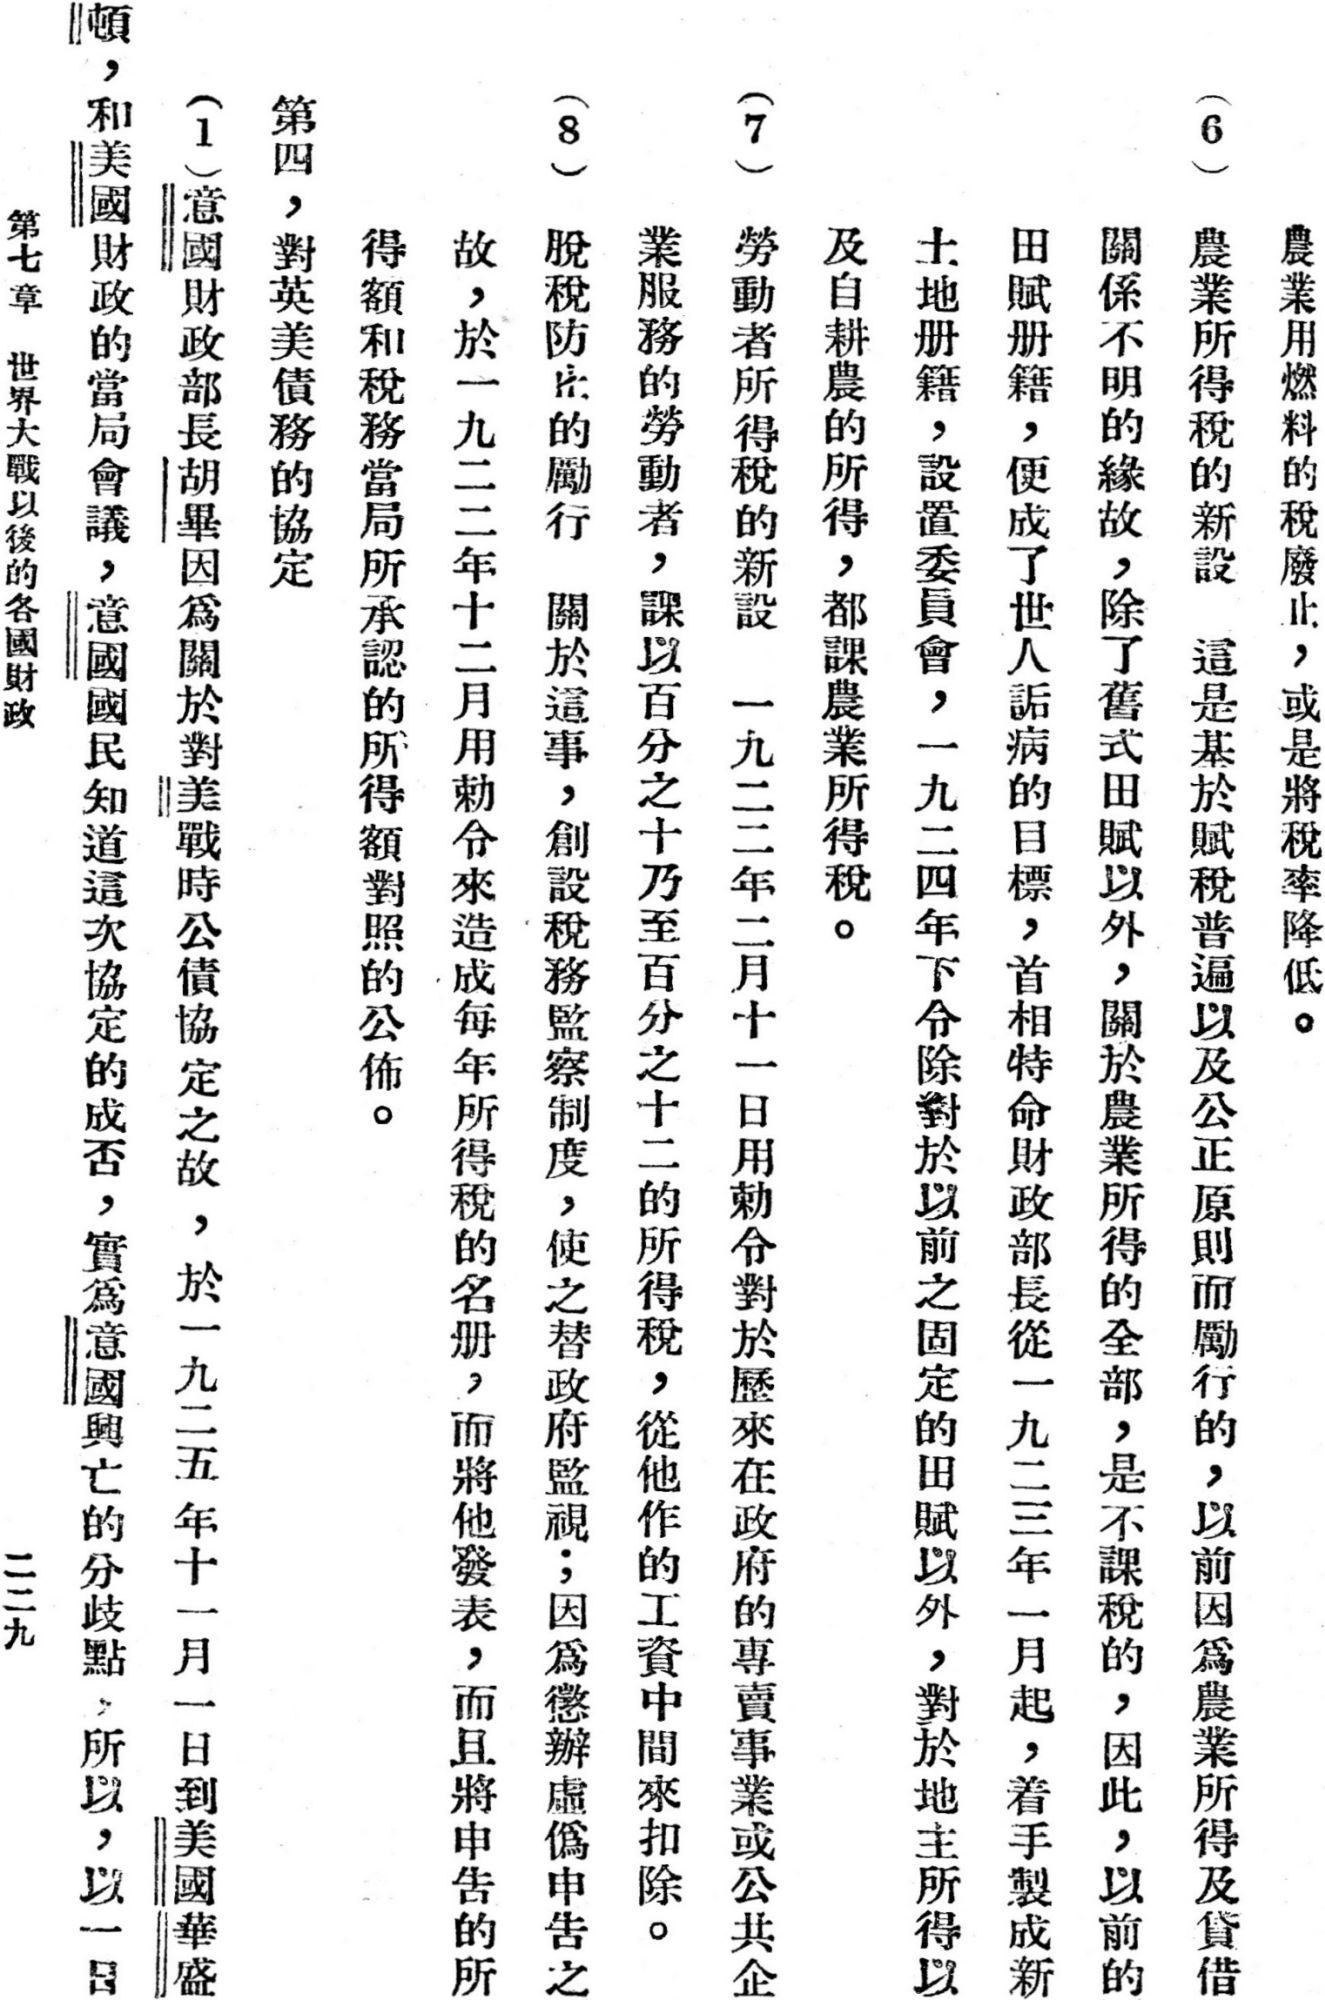 農業用燃料的稅廢止，或是將稅率降低。
（6）農業所得稅的新設　這是基於賦稅普遍以及公正原則而勵行的，以前因爲農業所得及貸借
關係不明的緣故，除了舊式田賦以外，關於農業所得的全部，是不課稅的，因此，以前的
田賦册籍，便成了世人詬病的目標，首相特命財政部長從一九二三年一月起，着手製成新
土地册籍，設置委員會，一九二四年下令除對於以前之固定的田賦以外，對於地主所得以
及自耕農的所得，都課農業所得稅。
（7）勞動者所得稅的新設　一九二二年二月十一日用勅令對於歷來在政府的專賣事業或公共企
業服務的勞動者，課以百分之十乃至百分之十二的所得稅，從他作的工資中間來扣除。
（8）脫稅防止的勵行　關於這事，創設稅務監察制度，使之替政府監視；因爲懲辦虛僞申告之
故，於一九二二年十二月用勅令來造成每年所得稅的名册，而將他發表，而且將申告的所
得額和稅務當局所承認的所得額對照的公佈。
第四，對英美債務的協定
（1）意國財政部長胡畢因爲關於對美戰時公債協定之故，於一九二五年十一月一日到美國華盛
頓，和美國財政的當局會議，意國國民知道這次協定的成否，實爲意國興亡的分歧點，所以，以一日
第七章　世界大戰以後的各國財政
二二九